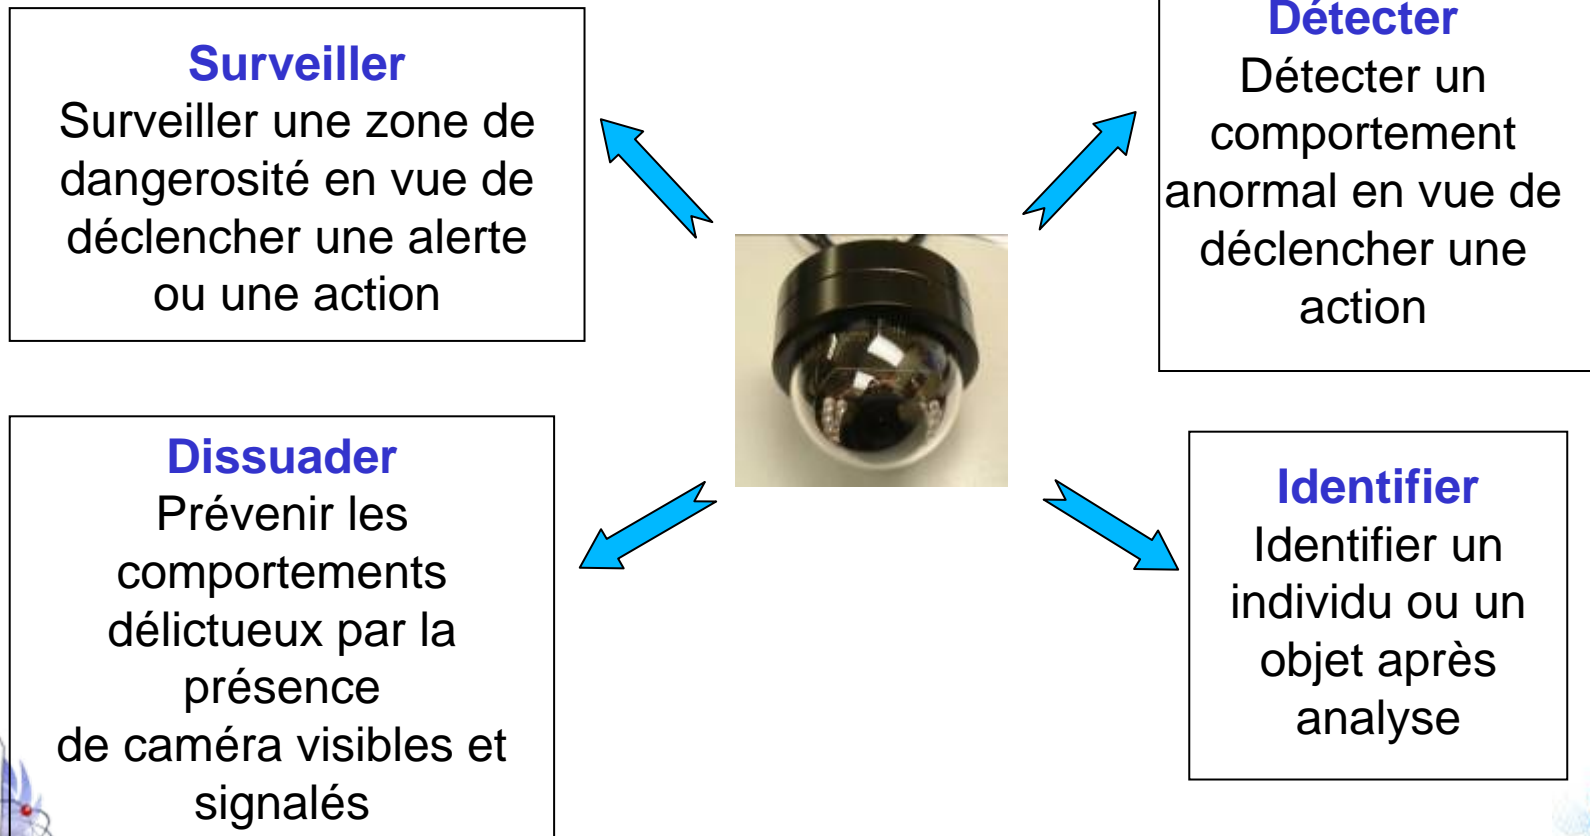 Surveiller
Surveiller une zone de
dangerosité en vue de
déclencher une alerte
ou une action
Détecter
Détecter un
comportement
anormal en vue de
déclencher une
action
Dissuader
Prévenir les
comportements
délictueux par la
présence
de caméra visibles et
signalés
Identifier
Identifier un
individu ou un
objet après
analyse